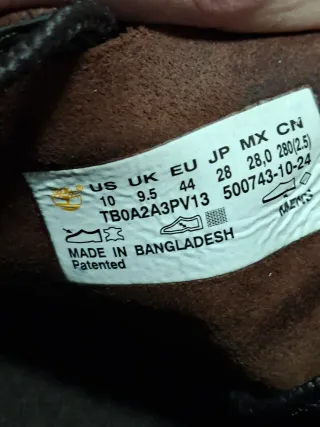 US UK EU JP MX CN
10 9.5 44 28 28,0 280(2.5)
TB0A2A3PV13 500743-10-24
MEN'S
MADE IN BANGLADESH
Patented